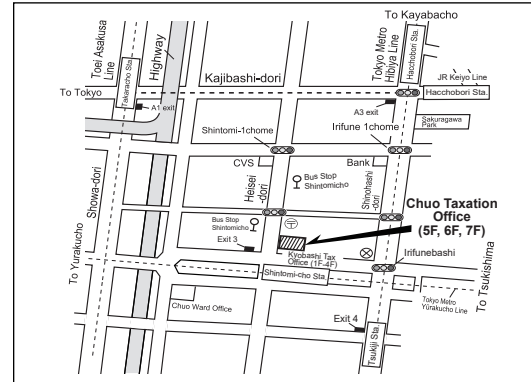 To Kayabacho
Toei Asakusa Line
Highway
Tokyo Metro
Hibiya Line
Hacchobori Sta.
JR Keiyo Line
Kajibashi-dori
To Tokyo
Takaracho Sta.
A1 exit
A3 exit
Hacchobori Sta.
Sakuragawa
Park
Shintomi-1chome
Irifune 1chome
CVS
Bank
Heisei
-dori
Bus Stop
Shintomicho
Shinohashi
-dori
Showa-dori
Chuo Taxation
Office
(5F, 6F, 7F)
Bus Stop
Shintomicho
〒
Exit 3
Kyobashi Tax
Office (1F-4F)
Irifunebashi
To Yurakucho
Shintomi-cho Sta.
To Tsukishima
Tokyo Metro
Yūrakucho Line
Chuo Ward Office
Exit 4
Tsukiji Sta.